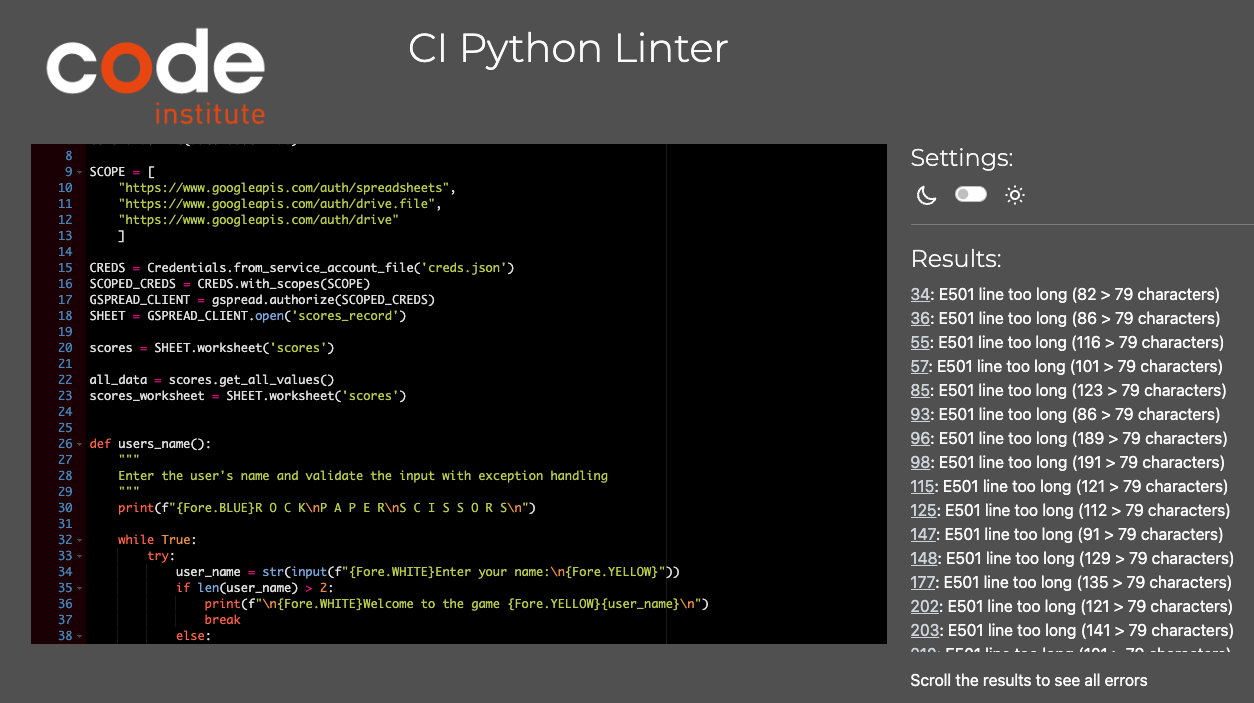 code
institute
CI Python Linter
8
9 SCOPE = [
10 "https://www.googleapis.com/auth/spreadsheets",
11 "https://www.googleapis.com/auth/drive.file",
12 "https://www.googleapis.com/auth/drive"
13 ]
14
15 CREDS = Credentials.from_service_account_file('creds.json')
16 SCOPED_CREDS = CREDS.with_scopes(SCOPE)
17 GSPREAD_CLIENT = gspread.authorize(SCOPED_CREDS)
18 SHEET = GSPREAD_CLIENT.open('scores_record')
19
20 scores = SHEET.worksheet('scores')
21
22 all_data = scores.get_all_values()
23 scores_worksheet = SHEET.worksheet('scores')
24
25
26 def users_name():
27 """
28 Enter the user's name and validate the input with exception handling
29 """
30 print(f"{Fore.BLUE}R O C K\nP A P E R\nS C I S S O R S\n")
31
32 while True:
33 try:
34 user_name = str(input(f"{Fore.WHITE}Enter your name:\n{Fore.YELLOW}"))
35 if len(user_name) > 2:
36 print(f"\n{Fore.WHITE}Welcome to the game {Fore.YELLOW}{user_name}\n")
37 break
38 else:
Settings:
Results:
34: E501 line too long (82 > 79 characters)
36: E501 line too long (86 > 79 characters)
55: E501 line too long (116 > 79 characters)
57: E501 line too long (101 > 79 characters)
85: E501 line too long (123 > 79 characters)
93: E501 line too long (86 > 79 characters)
96: E501 line too long (189 > 79 characters)
98: E501 line too long (191 > 79 characters)
115: E501 line too long (121 > 79 characters)
125: E501 line too long (112 > 79 characters)
147: E501 line too long (91 > 79 characters)
148: E501 line too long (129 > 79 characters)
177: E501 line too long (135 > 79 characters)
202: E501 line too long (121 > 79 characters)
203: E501 line too long (141 > 79 characters)
Scroll the results to see all errors